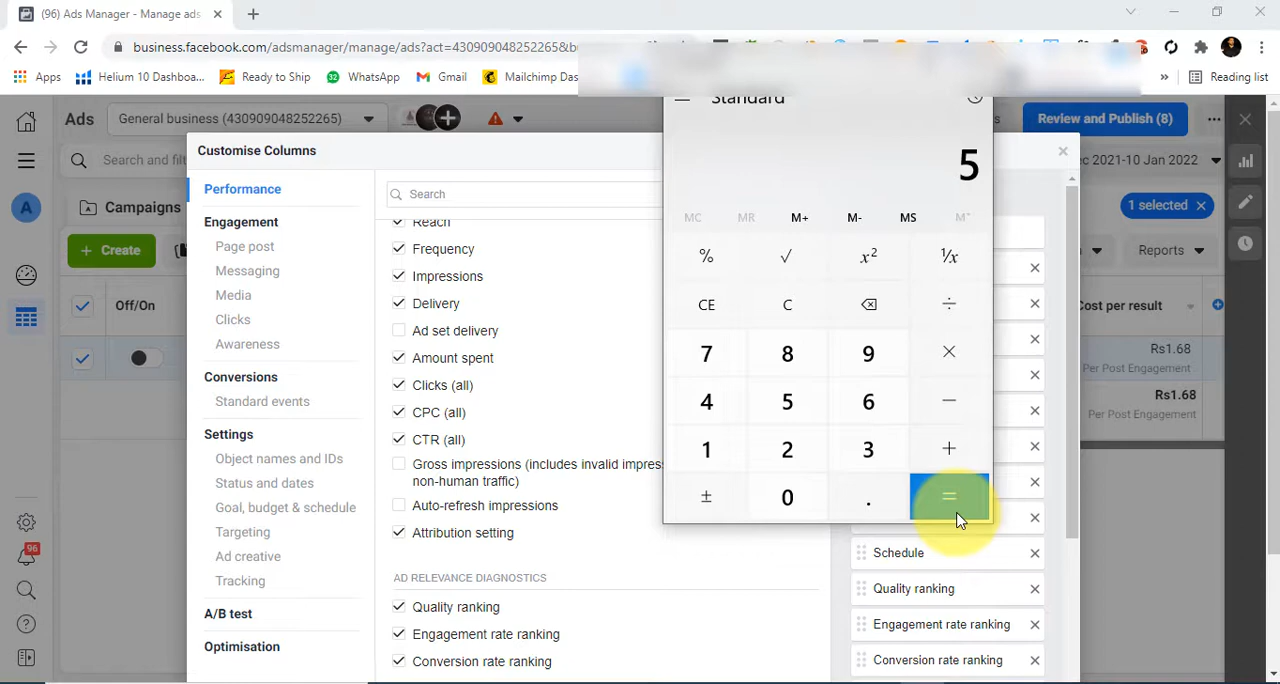 (96) Ads Manager - Manage ads
business.facebook.com/adsmanager/manage/ads?act=430909048252265&b
Apps
Helium 10 Dashboa...
Ready to Ship
32
WhatsApp
Gmail
Mailchimp Das
»
Reading list
Ads
General business (430909048252265)
Review and Publish (8)
...
Search and filt
ec 2021-10 Jan 2022
Campaigns
1 selected
+ Create
Reports
Off/On
Cost per result
Rs1.68
Per Post Engagement
Rs1.68
Per Post Engagement
A
96
Customise Columns
Performance
Engagement
Page post
Messaging
Media
Clicks
Awareness
Conversions
Standard events
Settings
Object names and IDs
Status and dates
Goal, budget & schedule
Targeting
Ad creative
Tracking
A/B test
Optimisation
Search
Reach
Frequency
Impressions
Delivery
Ad set delivery
Amount spent
Clicks (all)
CPC (all)
CTR (all)
Gross impressions (includes invalid impres
non-human traffic)
Auto-refresh impressions
Attribution setting
AD RELEVANCE DIAGNOSTICS
Quality ranking
Engagement rate ranking
Conversion rate ranking
Standard
5
MC MR M+ M- MS M˅
% √ x² ¹/x
CE C ÷
7 8 9 ×
4 5 6 −
1 2 3 +
± 0 . =
Schedule
Quality ranking
Engagement rate ranking
Conversion rate ranking